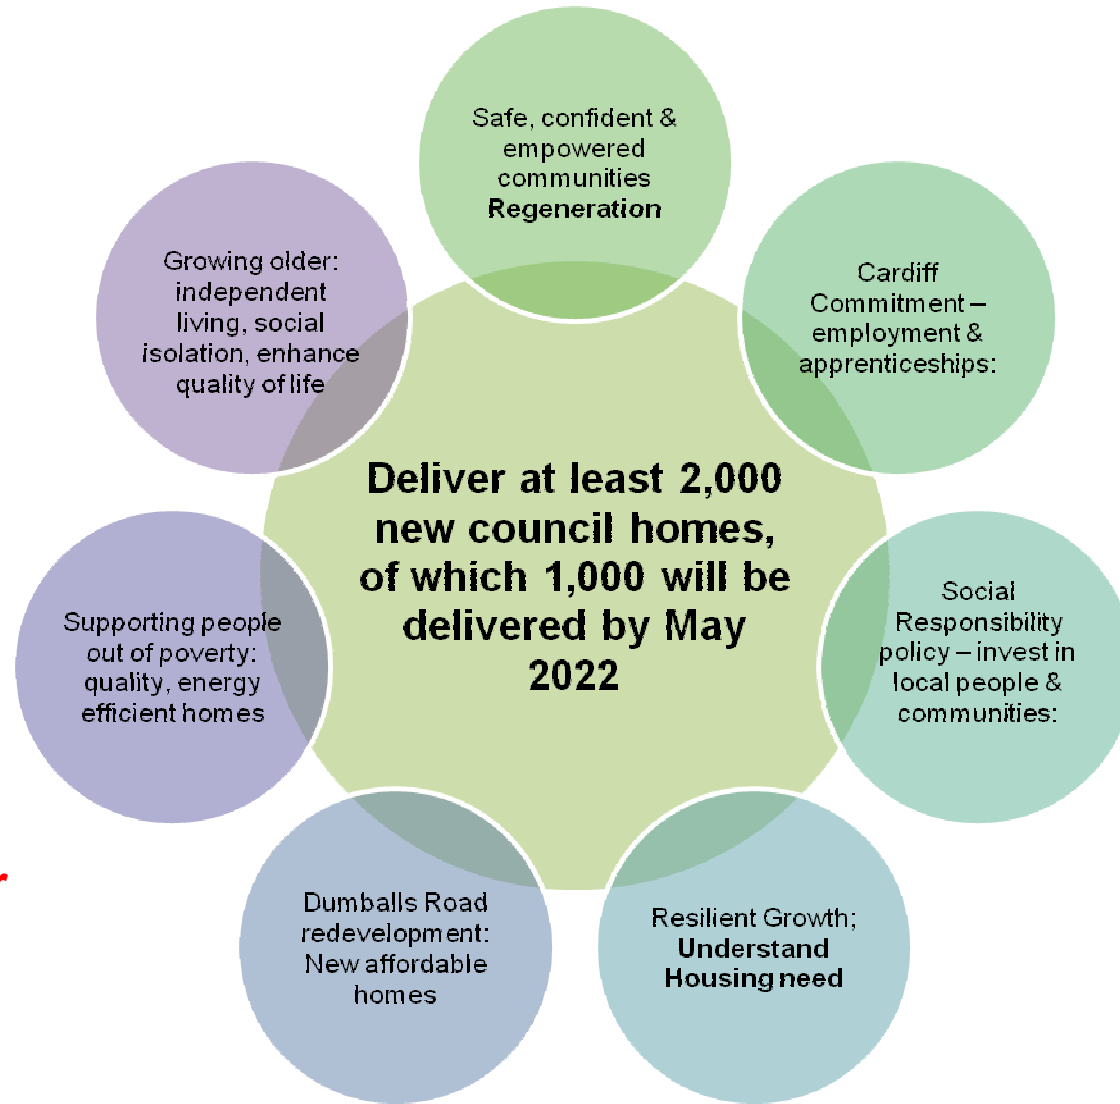 Safe, confident &
empowered
communities
Regeneration
Cardiff
Commitment –
employment &
apprenticeships:
Social
Responsibility
policy – invest in
local people &
communities:
Resilient Growth;
Understand
Housing need
Dumballs Road
redevelopment:
New affordable
homes
Supporting people
out of poverty:
quality, energy
efficient homes
Growing older:
independent
living, social
isolation, enhance
quality of life
Deliver at least 2,000
new council homes,
of which 1,000 will be
delivered by May
2022